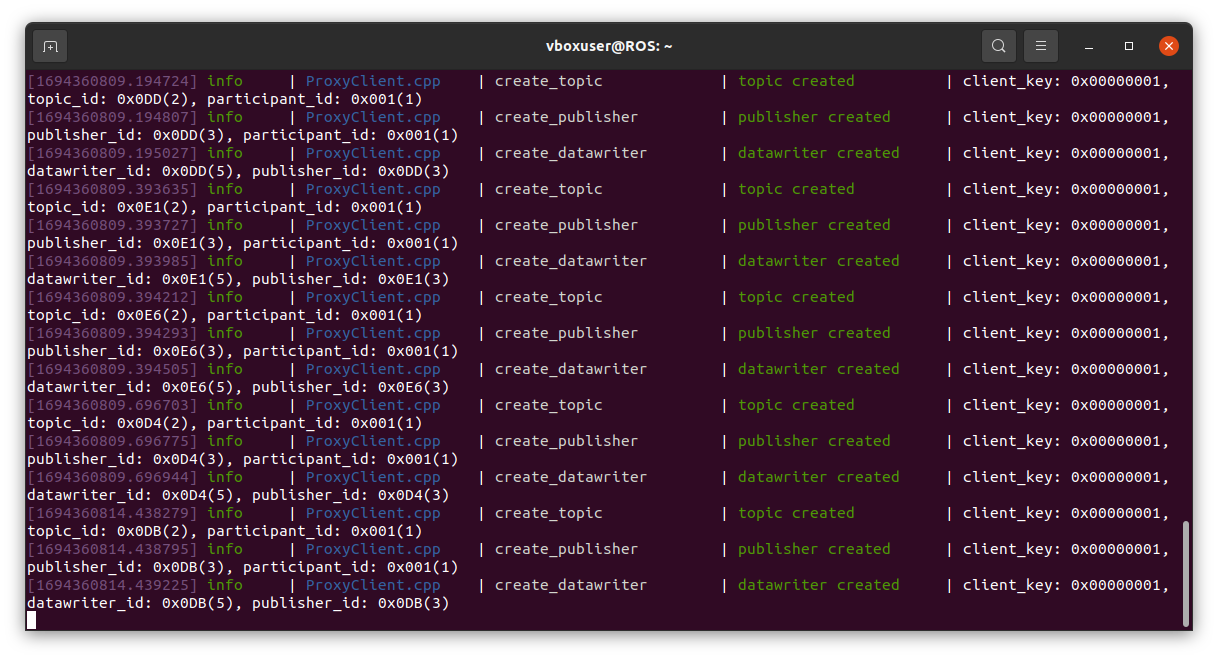 vboxuser@ROS: ~
[1694360809.194724] info     | ProxyClient.cpp    | create_topic             | topic created          | client_key: 0x00000001,
topic_id: 0x0DD(2), participant_id: 0x001(1)
[1694360809.194807] info     | ProxyClient.cpp    | create_publisher         | publisher created      | client_key: 0x00000001,
publisher_id: 0x0DD(3), participant_id: 0x001(1)
[1694360809.195027] info     | ProxyClient.cpp    | create_datawriter        | datawriter created     | client_key: 0x00000001,
datawriter_id: 0x0DD(5), publisher_id: 0x0DD(3)
[1694360809.393635] info     | ProxyClient.cpp    | create_topic             | topic created          | client_key: 0x00000001,
topic_id: 0x0E1(2), participant_id: 0x001(1)
[1694360809.393727] info     | ProxyClient.cpp    | create_publisher         | publisher created      | client_key: 0x00000001,
publisher_id: 0x0E1(3), participant_id: 0x001(1)
[1694360809.393985] info     | ProxyClient.cpp    | create_datawriter        | datawriter created     | client_key: 0x00000001,
datawriter_id: 0x0E1(5), publisher_id: 0x0E1(3)
[1694360809.394212] info     | ProxyClient.cpp    | create_topic             | topic created          | client_key: 0x00000001,
topic_id: 0x0E6(2), participant_id: 0x001(1)
[1694360809.394293] info     | ProxyClient.cpp    | create_publisher         | publisher created      | client_key: 0x00000001,
publisher_id: 0x0E6(3), participant_id: 0x001(1)
[1694360809.394505] info     | ProxyClient.cpp    | create_datawriter        | datawriter created     | client_key: 0x00000001,
datawriter_id: 0x0E6(5), publisher_id: 0x0E6(3)
[1694360809.696703] info     | ProxyClient.cpp    | create_topic             | topic created          | client_key: 0x00000001,
topic_id: 0x0D4(2), participant_id: 0x001(1)
[1694360809.696775] info     | ProxyClient.cpp    | create_publisher         | publisher created      | client_key: 0x00000001,
publisher_id: 0x0D4(3), participant_id: 0x001(1)
[1694360809.696944] info     | ProxyClient.cpp    | create_datawriter        | datawriter created     | client_key: 0x00000001,
datawriter_id: 0x0D4(5), publisher_id: 0x0D4(3)
[1694360814.438279] info     | ProxyClient.cpp    | create_topic             | topic created          | client_key: 0x00000001,
topic_id: 0x0DB(2), participant_id: 0x001(1)
[1694360814.438795] info     | ProxyClient.cpp    | create_publisher         | publisher created      | client_key: 0x00000001,
publisher_id: 0x0DB(3), participant_id: 0x001(1)
[1694360814.439225] info     | ProxyClient.cpp    | create_datawriter        | datawriter created     | client_key: 0x00000001,
datawriter_id: 0x0DB(5), publisher_id: 0x0DB(3)